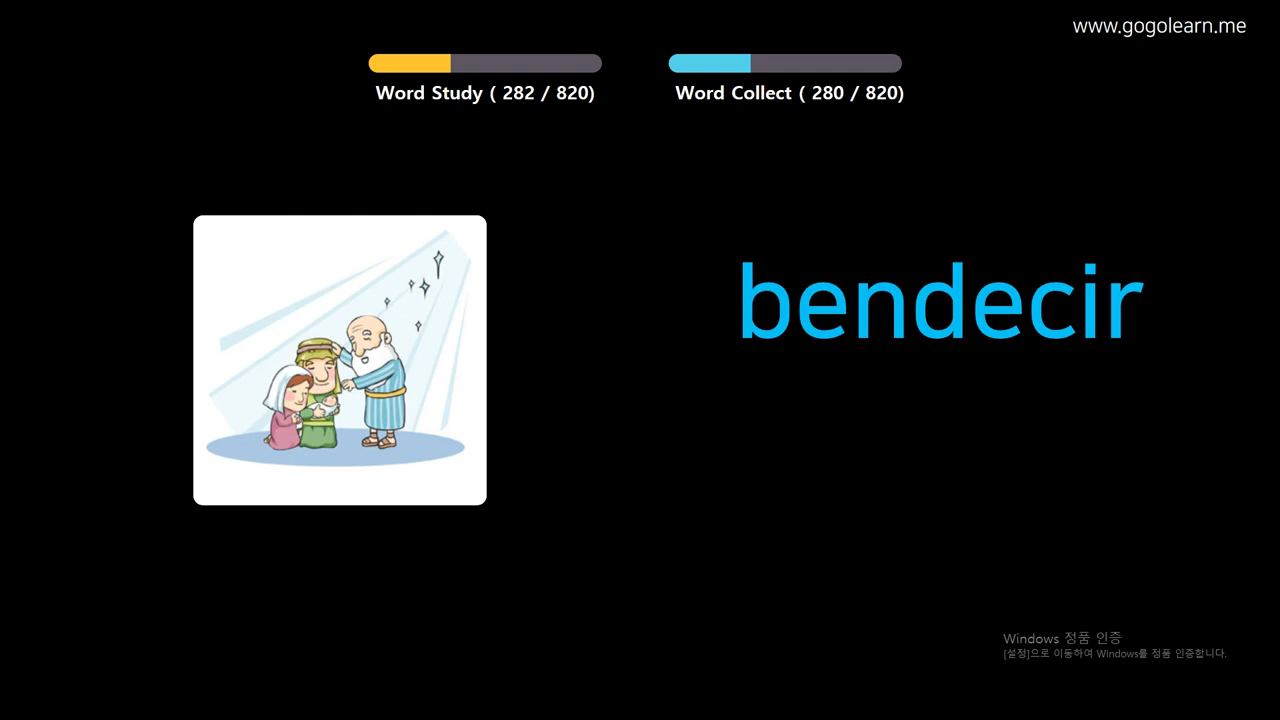 www.gogolearn.me
Word Study ( 282 / 820)
Word Collect ( 280 / 820)
bendecir
Windows 정품 인증
[설정]으로 이동하여 Windows를 정품 인증합니다.